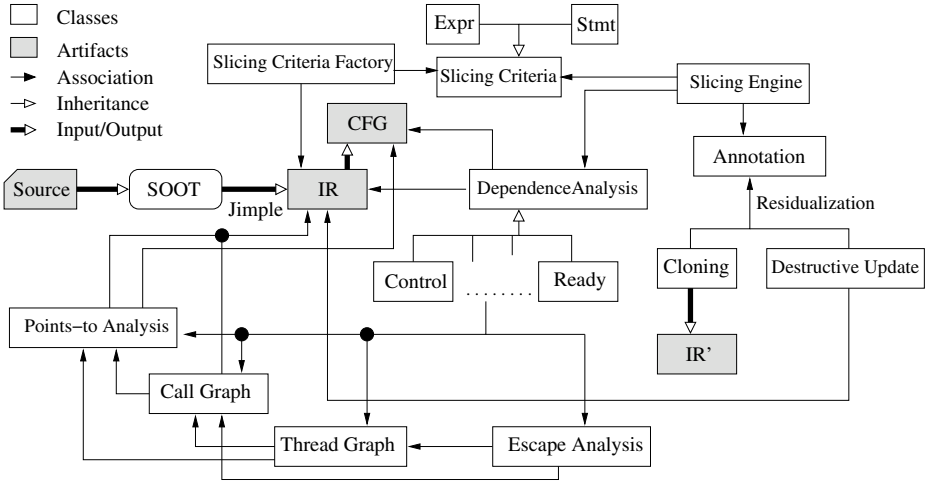 Classes
Artifacts
Association
Inheritance
Input/Output
Expr
Stmt
Slicing Criteria Factory
Slicing Criteria
Slicing Engine
CFG
Annotation
Source
SOOT
Jimple
IR
DependenceAnalysis
Residualization
Control
. . . . . . . .
Ready
Cloning
Destructive Update
Points-to Analysis
IR’
Call Graph
Thread Graph
Escape Analysis